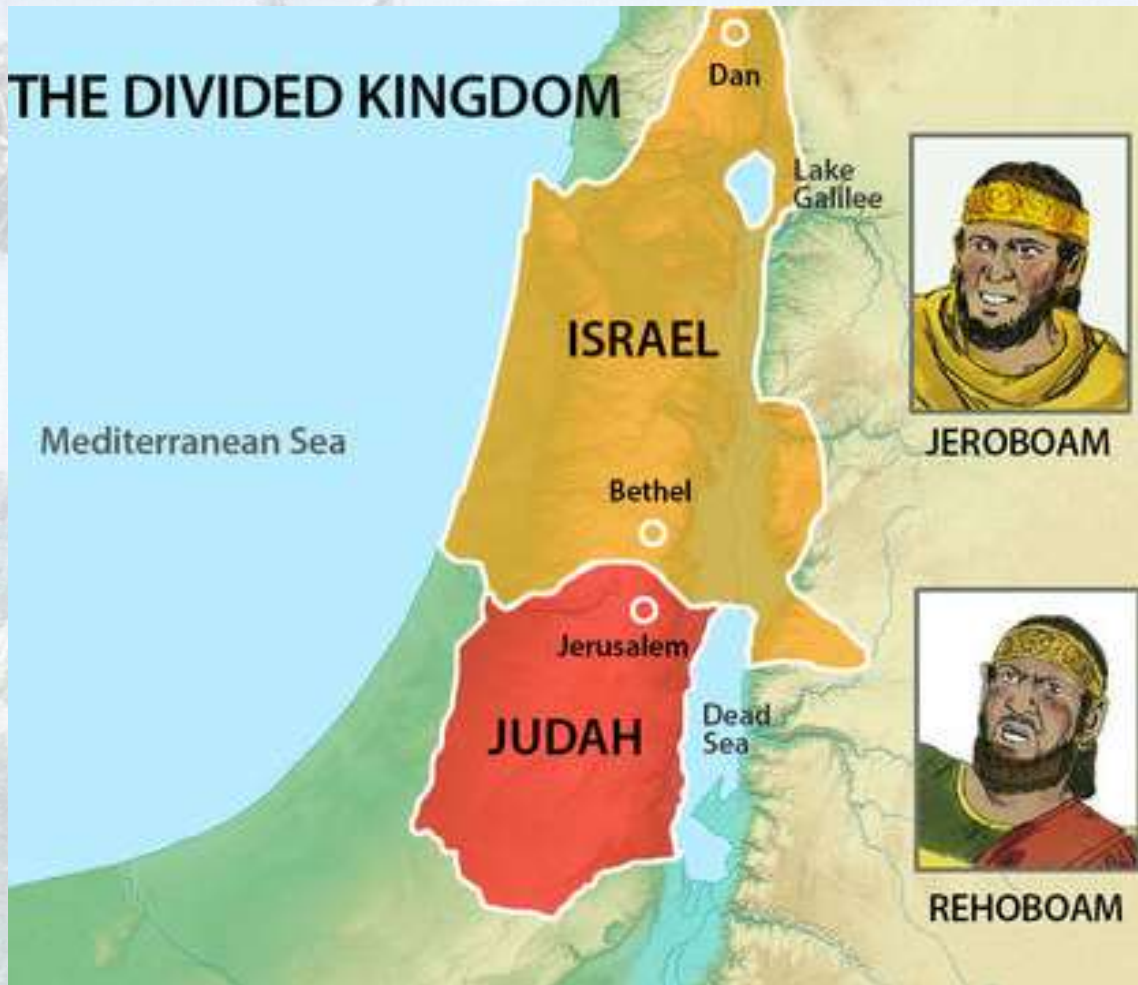 THE DIVIDED KINGDOM
Dan
Lake
Galilee
ISRAEL
Mediterranean Sea
JEROBOAM
Bethel
Jerusalem
JUDAH
Dead
Sea
REHOBOAM